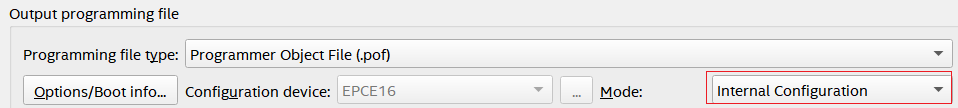 Output programming file
Programming file type: Programmer Object File (.pof)
Options/Boot info... Configuration device: EPCE16 ... Mode: Internal Configuration